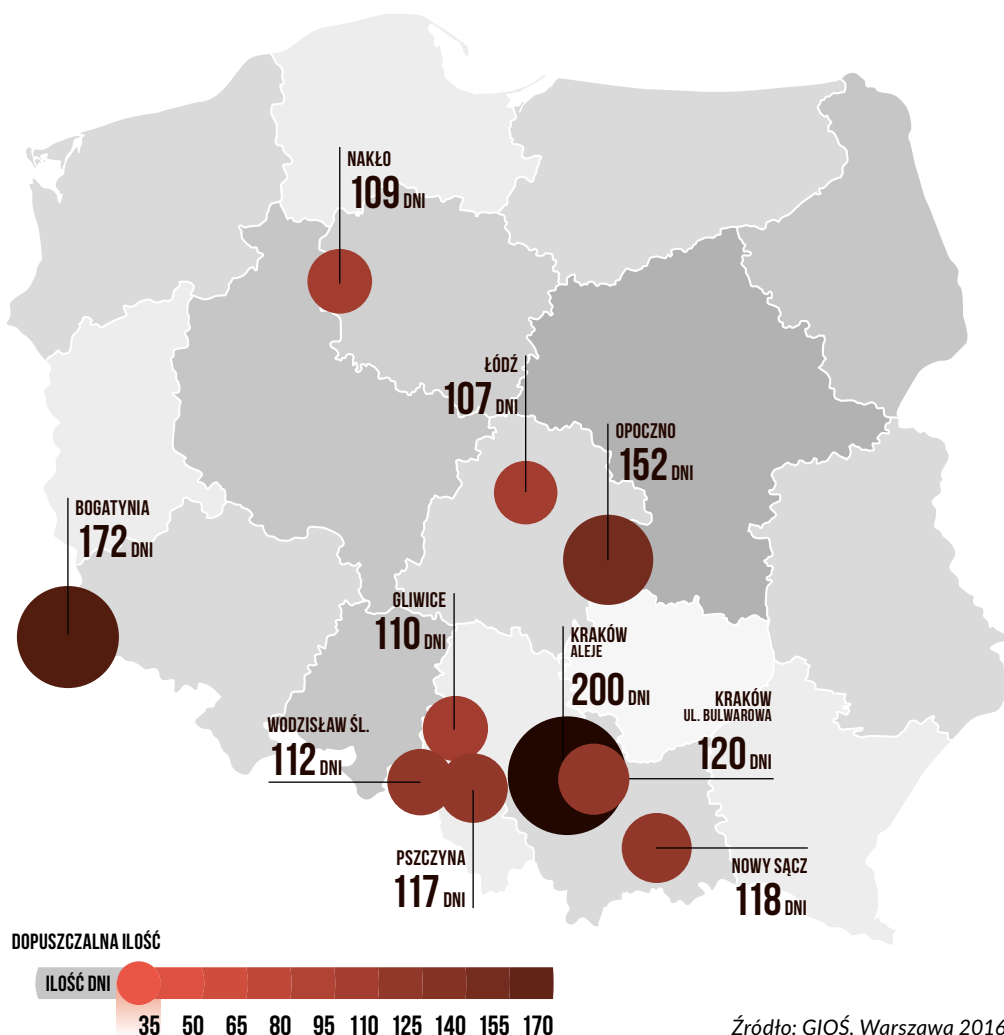 NAKŁO
109 DNI
ŁÓDŹ
107 DNI
OPOCZNO
152 DNI
BOGATYNIA
172 DNI
GLIWICE
110 DNI
KRAKÓW
ALEJE
200 DNI
KRAKÓW
UL. BULWAROWA
120 DNI
WODZISŁAW ŚL.
112 DNI
PSZCZYNA
117 DNI
NOWY SĄCZ
118 DNI
DOPUSZCZALNA ILOŚĆ
ILOŚĆ DNI
35 50 65 80 95 110 125 140 155 170
Źródło: GIOŚ, Warszawa 2016